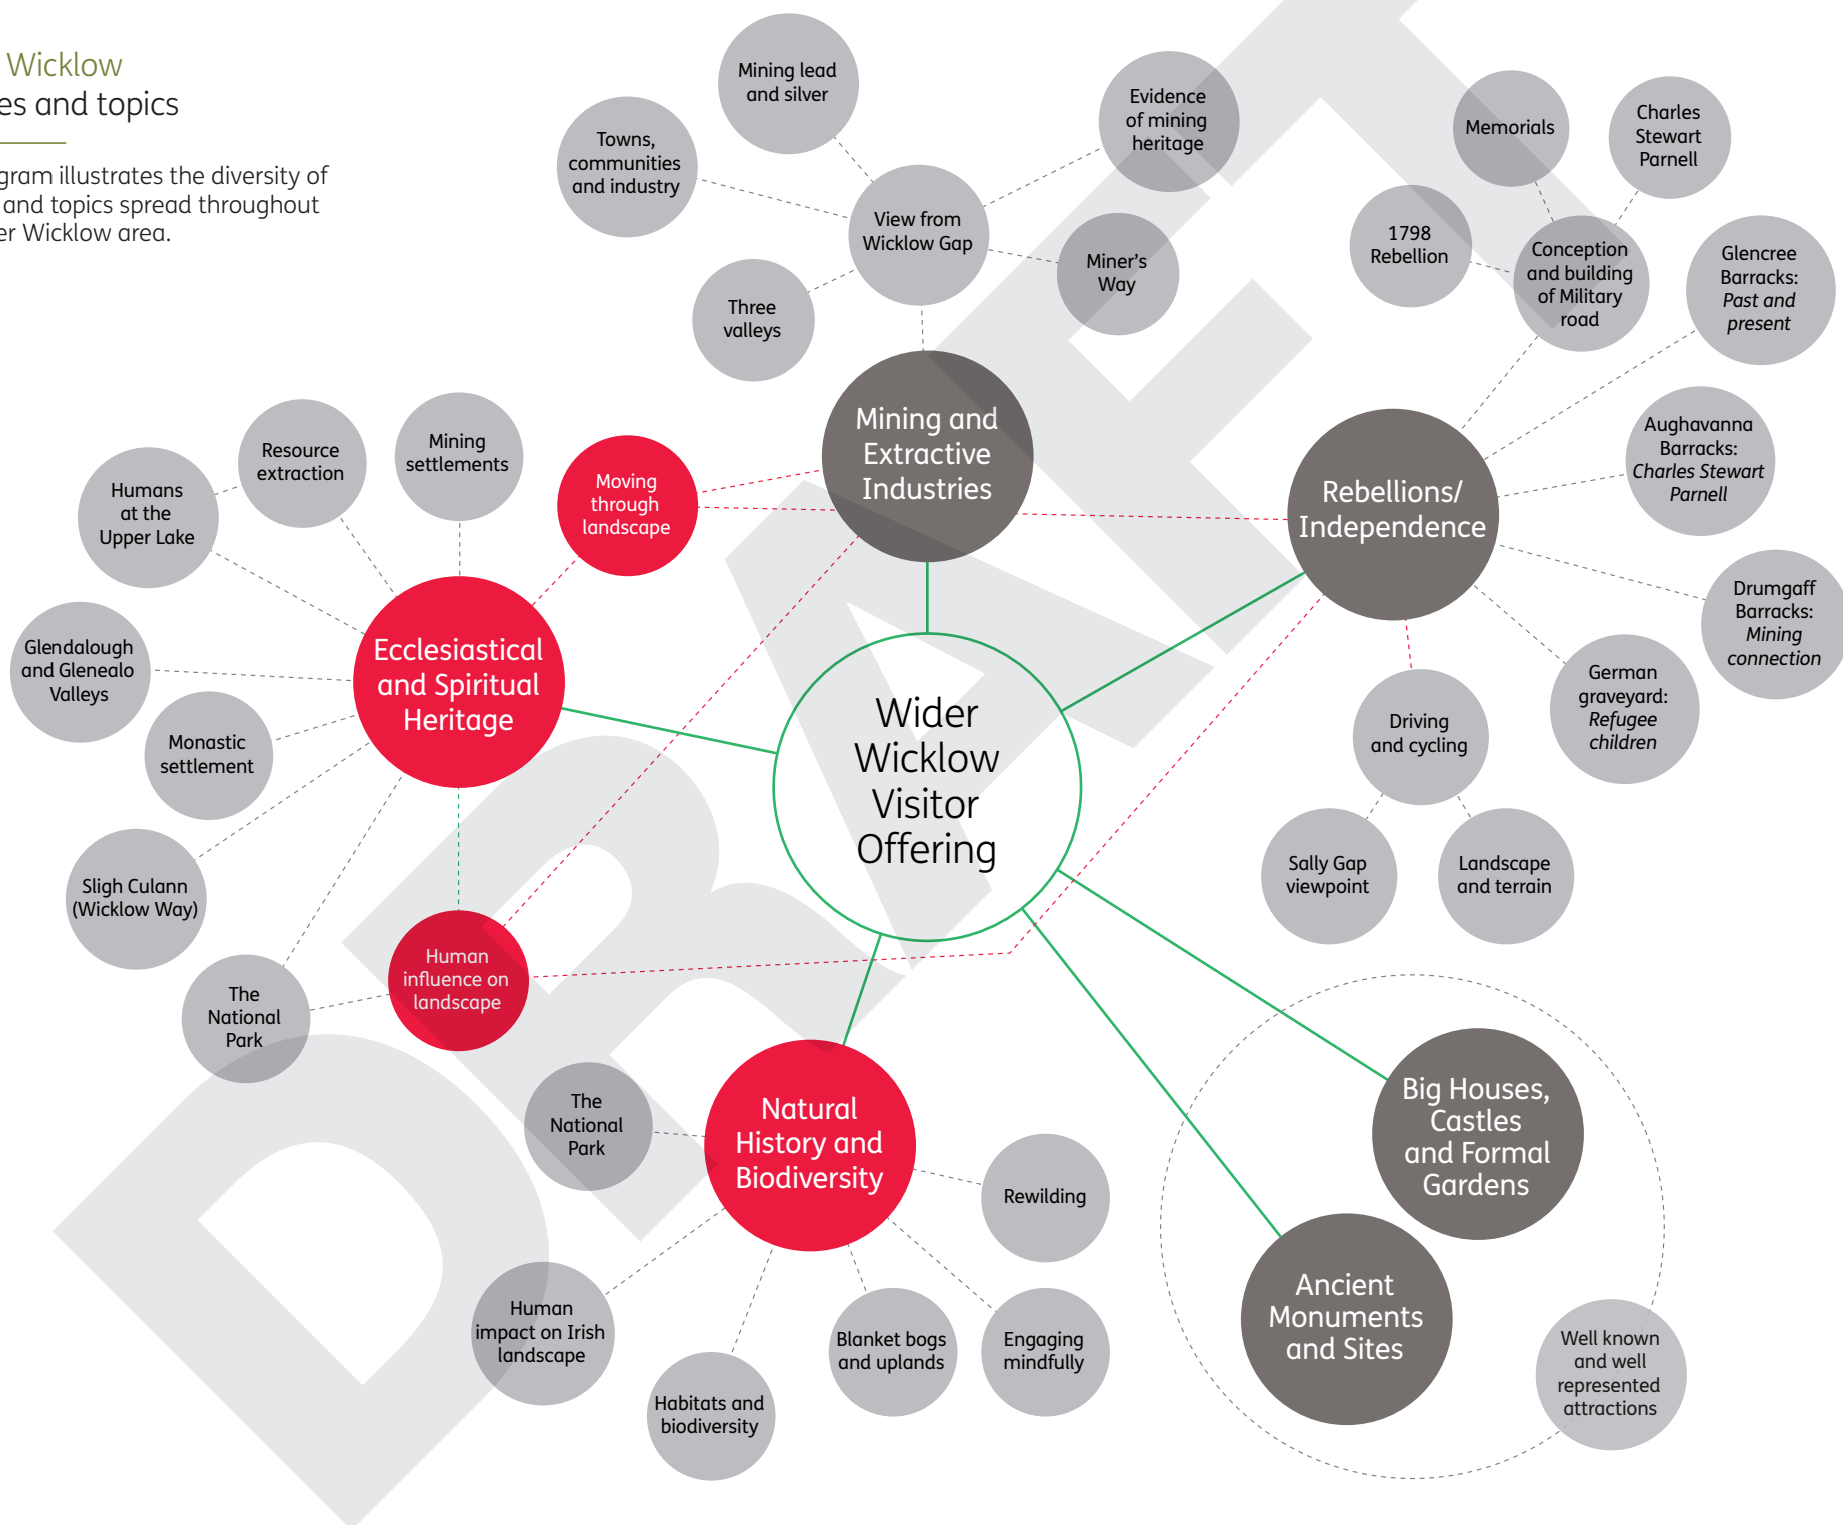 Wicklow
es and topics
gram illustrates the diversity of
and topics spread throughout
er Wicklow area.
Mining lead
and silver
Towns,
communities
and industry
Evidence
of mining
heritage
View from
Wicklow Gap
Miner's
Way
Three
valleys
Memorials
Charles
Stewart
Parnell
1798
Rebellion
Conception
and building
of Military
road
Glencree
Barracks:
Past and
present
Aughavanna
Barracks:
Charles Stewart
Parnell
Mining and
Extractive
Industries
Rebellions/
Independence
Moving
through
landscape
Mining
settlements
Resource
extraction
Humans
at the
Upper Lake
Glendalough
and Glenealo
Valleys
Ecclesiastical
and Spiritual
Heritage
Monastic
settlement
Sligh Culann
(Wicklow Way)
The
National
Park
Human
influence on
landscape
Wider
Wicklow
Visitor
Offering
Drumgaff
Barracks:
Mining
connection
German
graveyard:
Refugee
children
Driving
and cycling
Sally Gap
viewpoint
Landscape
and terrain
The
National
Park
Natural
History and
Biodiversity
Rewilding
Human
impact on Irish
landscape
Habitats and
biodiversity
Blanket bogs
and uplands
Engaging
mindfully
Big Houses,
Castles
and Formal
Gardens
Ancient
Monuments
and Sites
Well known
and well
represented
attractions
DRAFT